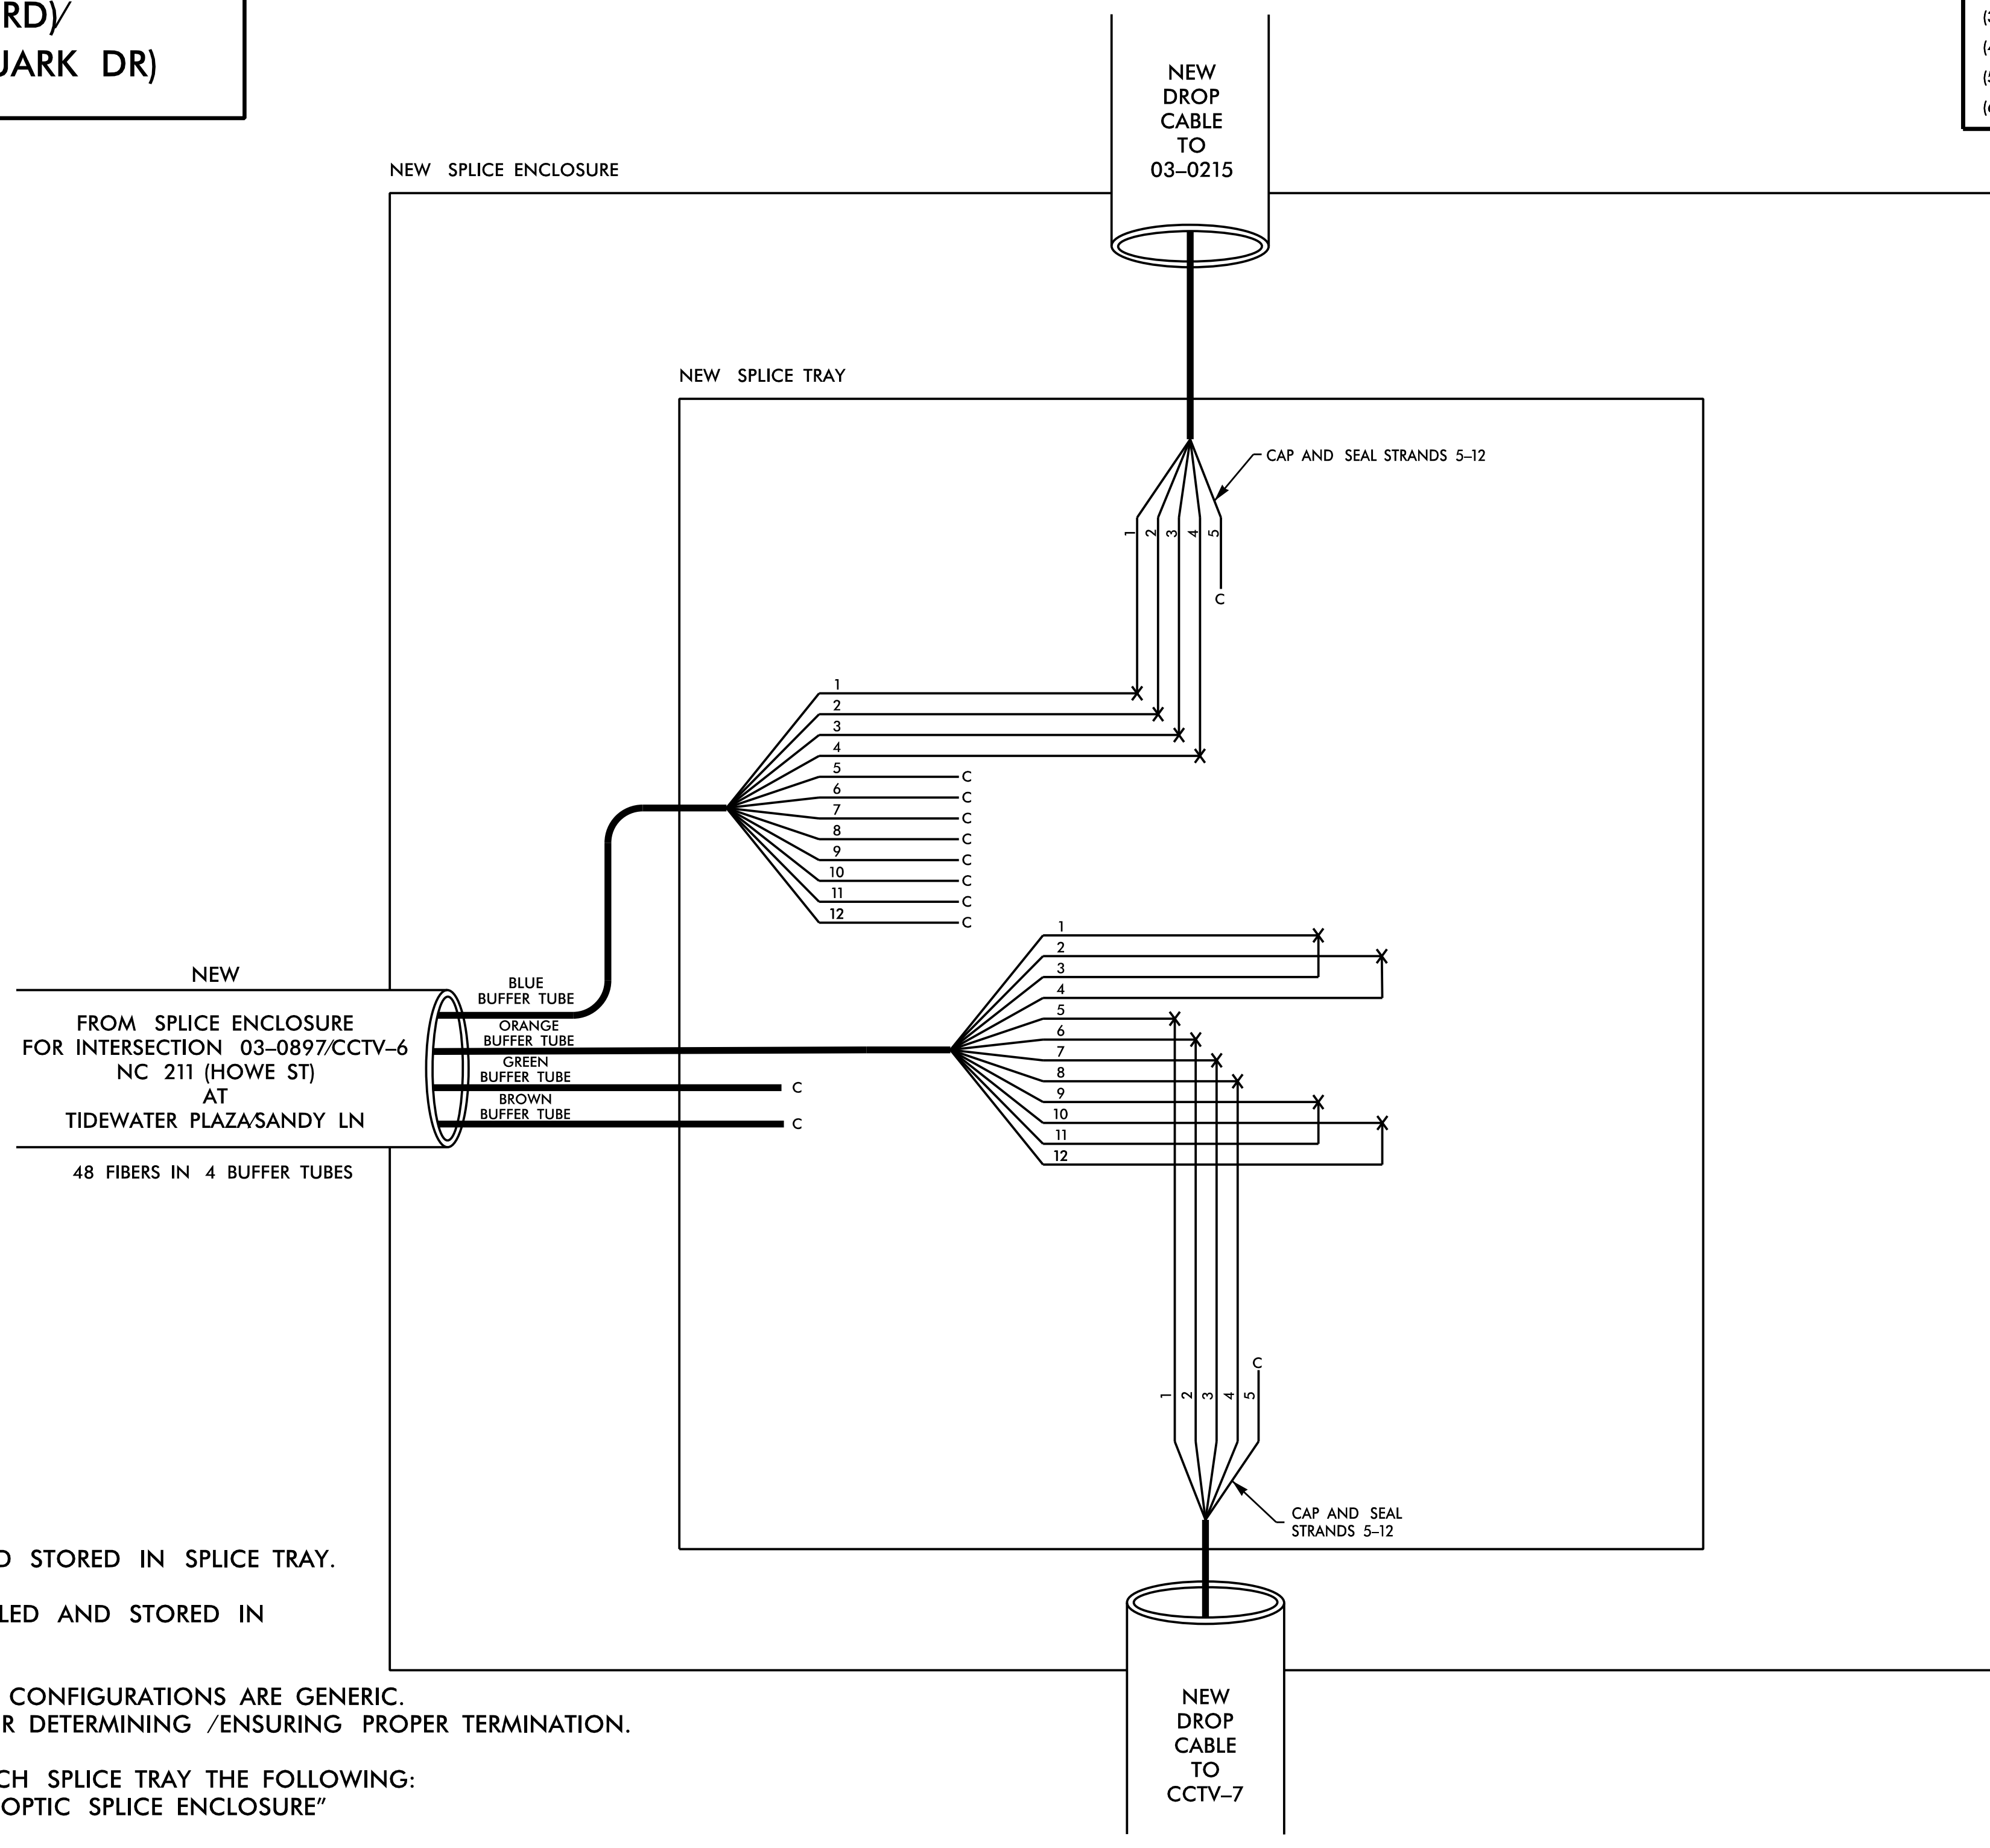 RD)/
UARK DR)
(3
(4
(5
(6
NEW
DROP
CABLE
TO
03–0215
NEW SPLICE ENCLOSURE
NEW SPLICE TRAY
CAP AND SEAL STRANDS 5–12
1 2 3 4 5
C
1
2
3
4
5 C
6 C
7 C
8 C
9 C
10 C
11 C
12 C
1
2
3
4
5
6
7
8
9
10
11
12
NEW
FROM SPLICE ENCLOSURE
FOR INTERSECTION 03–0897/CCTV–6
NC 211 (HOWE ST)
AT
TIDEWATER PLAZA/SANDY LN
48 FIBERS IN 4 BUFFER TUBES
BLUE
BUFFER TUBE
ORANGE
BUFFER TUBE
GREEN
BUFFER TUBE
C
BROWN
BUFFER TUBE
C
C
1 2 3 4 5
CAP AND SEAL
STRANDS 5–12
NEW
DROP
CABLE
TO
CCTV–7
D STORED IN SPLICE TRAY.
LED AND STORED IN
CONFIGURATIONS ARE GENERIC.
R DETERMINING /ENSURING PROPER TERMINATION.
CH SPLICE TRAY THE FOLLOWING:
OPTIC SPLICE ENCLOSURE”